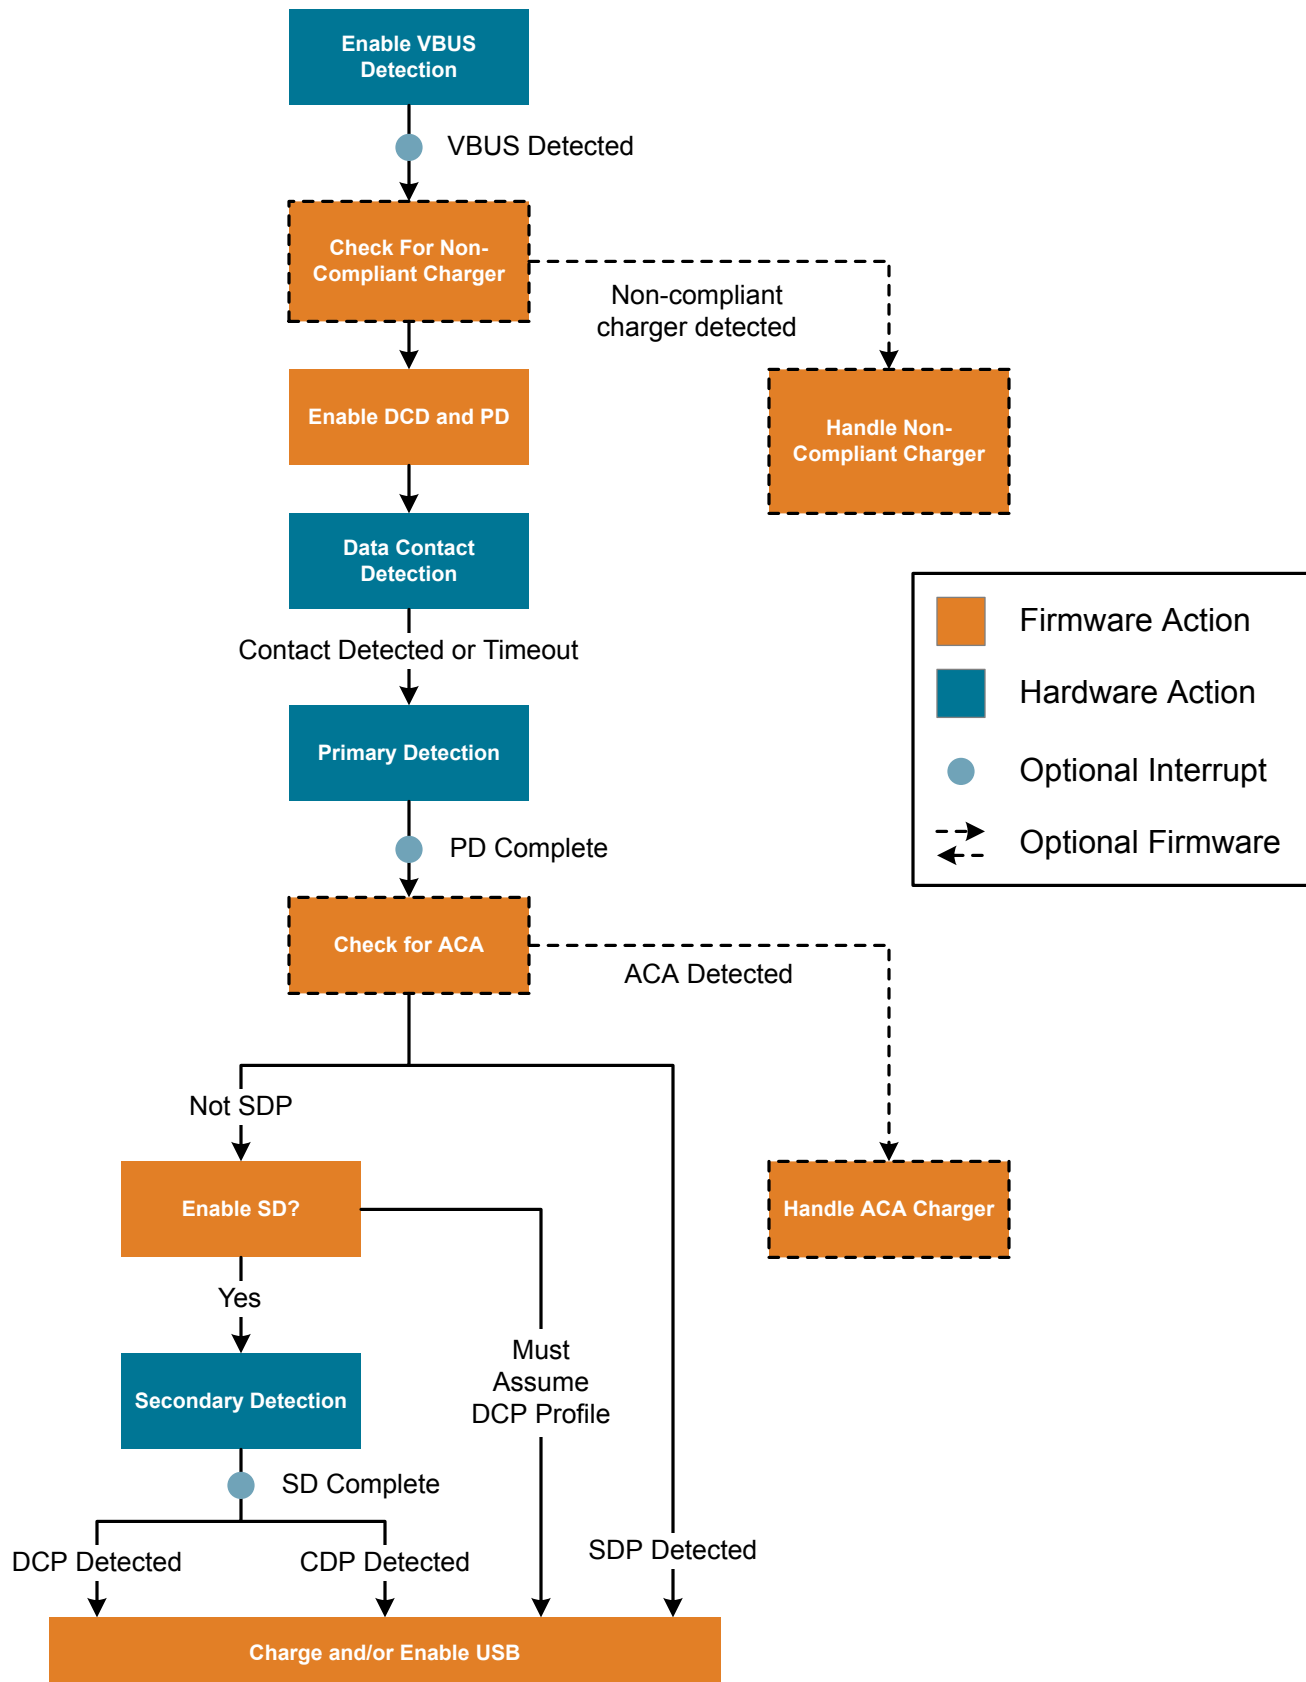 Enable VBUS
Detection
VBUS Detected
Check For Non-
Compliant Charger
Non-compliant
charger detected
Enable DCD and PD
Handle Non-
Compliant Charger
Data Contact
Detection
Contact Detected or Timeout
Primary Detection
PD Complete
Firmware Action
Hardware Action
Optional Interrupt
Optional Firmware
Check for ACA
ACA Detected
Not SDP
Enable SD?
Handle ACA Charger
Yes
Must
Assume
DCP Profile
Secondary Detection
SD Complete
DCP Detected
CDP Detected
SDP Detected
Charge and/or Enable USB